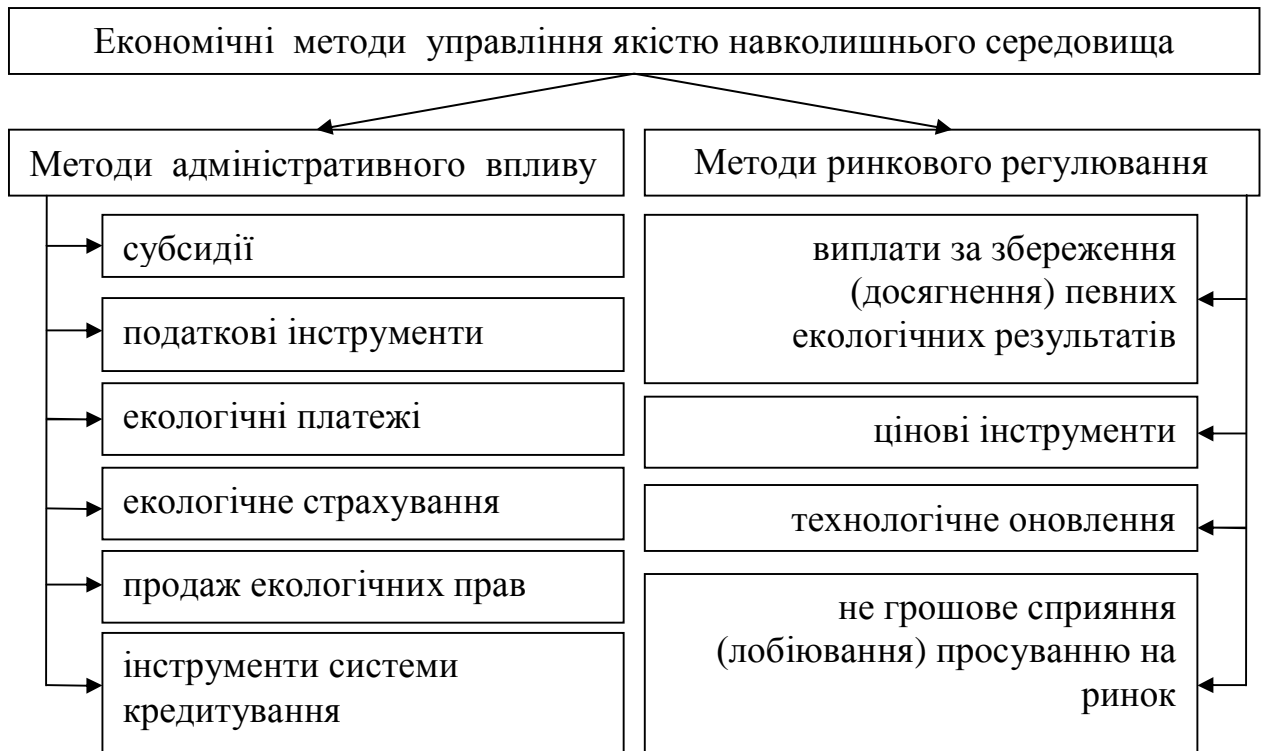 Економічні методи управління якістю навколишнього середовища
Методи адміністративного впливу
субсидії
податкові інструменти
екологічні платежі
екологічне страхування
продаж екологічних прав
інструменти системи
кредитування
Методи ринкового регулювання
виплати за збереження
(досягнення) певних
екологічних результатів
цінові інструменти
технологічне оновлення
не грошове сприяння
(лобіювання) просуванню на
ринок